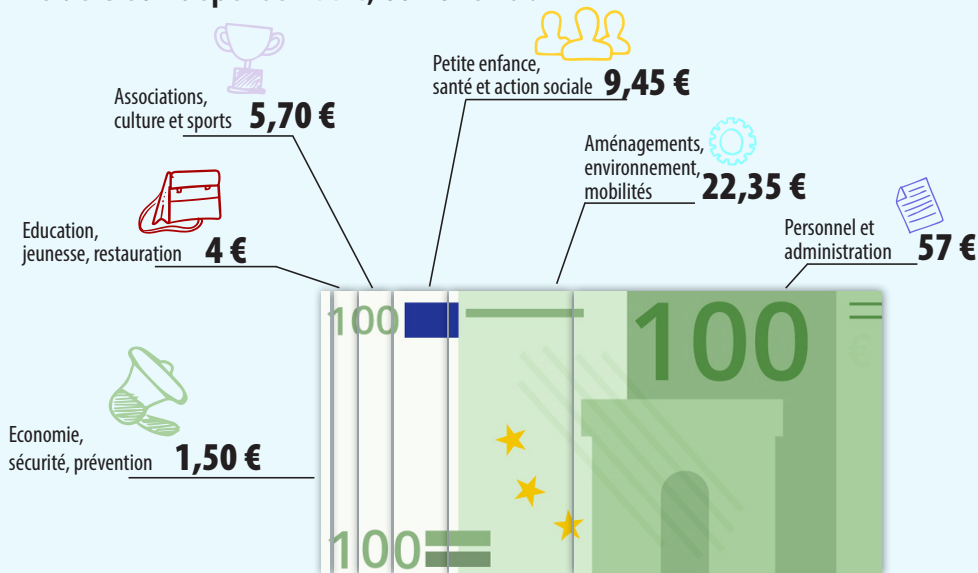 Petite enfance,
santé et action sociale 9,45 €
Associations,
culture et sports 5,70 €
Aménagements,
environnement,
mobilités 22,35 €
Education,
jeunesse, restauration 4 €
Personnel et
administration 57 €
100
100
€
Economie,
sécurité, prévention 1,50 €
100